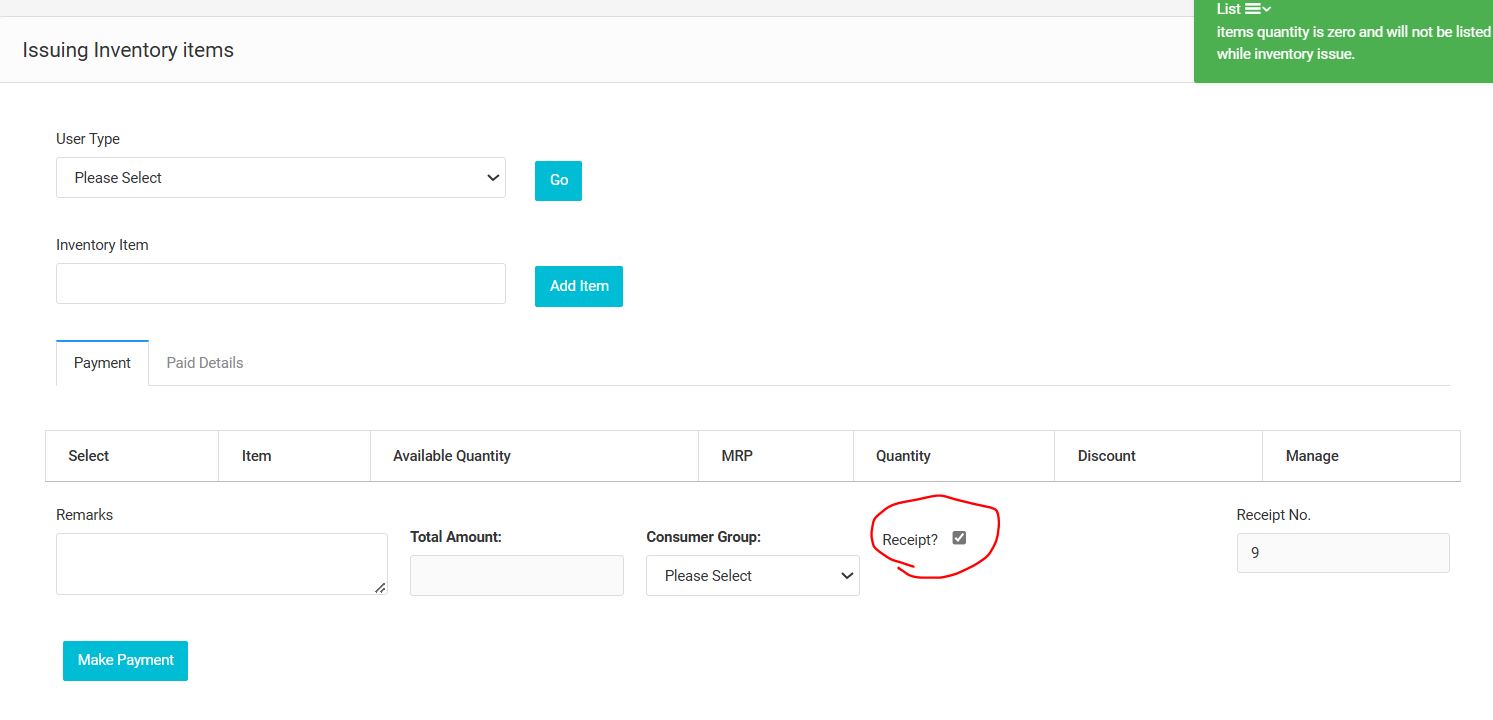 List
items quantity is zero and will not be listed
while inventory issue.
Issuing Inventory items
User Type
Please Select
Go
Inventory Item
Add Item
Payment Paid Details
Select Item Available Quantity MRP Quantity Discount Manage
Remarks
Total Amount:
Consumer Group:
Please Select
Receipt?
Receipt No.
9
Make Payment